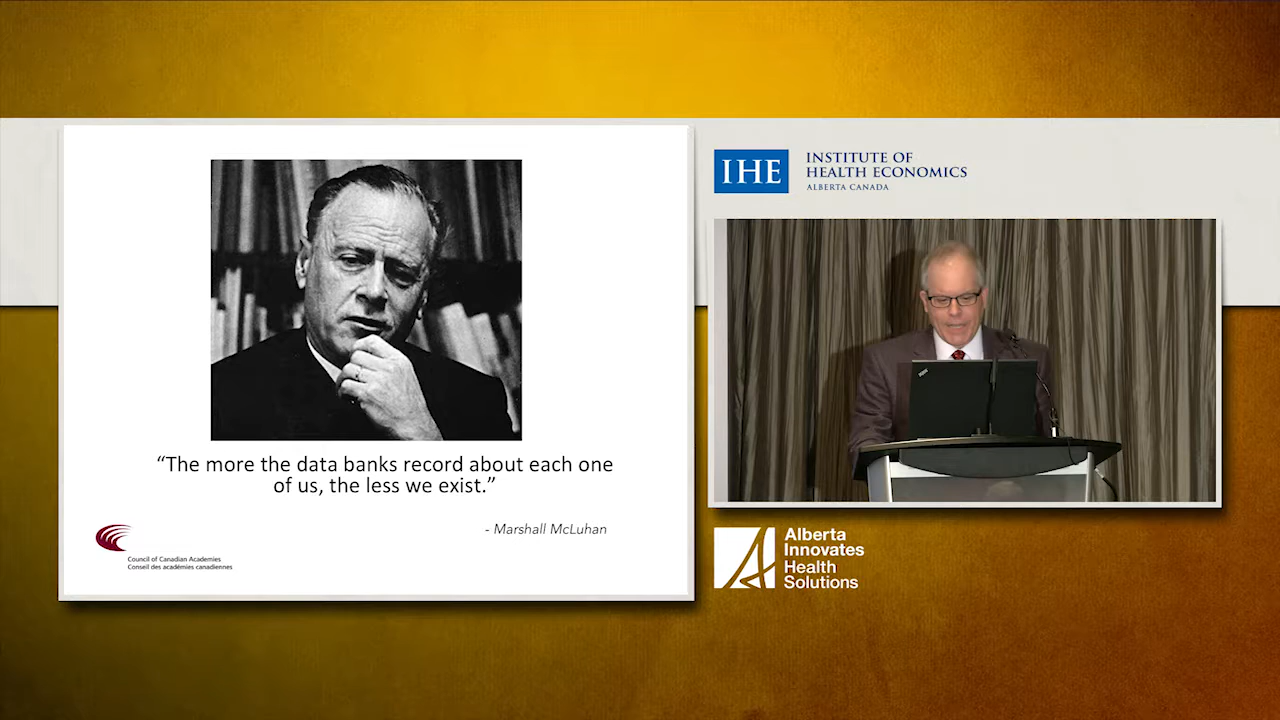 “The more the data banks record about each one
of us, the less we exist.”
- Marshall McLuhan
Council of Canadian Academies
Conseil des académies canadiennes
IHE
INSTITUTE OF
HEALTH ECONOMICS
ALBERTA CANADA
Alberta
Innovates
Health
Solutions